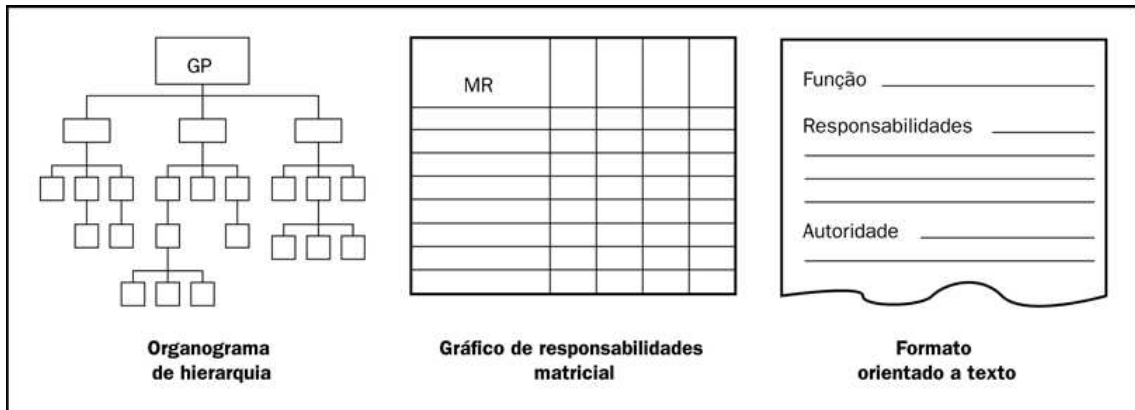 GP
MR
Função
Responsabilidades
Autoridade
Organograma
de hierarquia
Gráfico de responsabilidades
matricial
Formato
orientado a texto